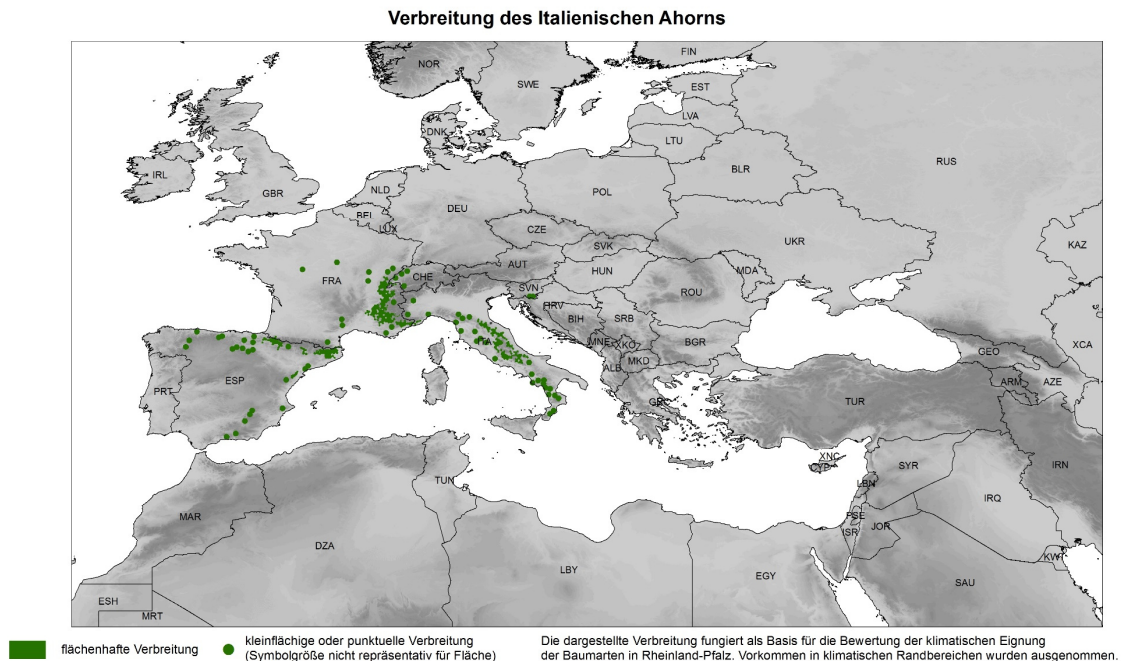 Verbreitung des Italienischen Ahorns
FIN
NOR
SWE
EST
LVA
DNK
LTU
RUS
BLR
IRL
NLD
POL
GBR
DEU
BEL
LUX
CZE
UKR
KAZ
SVK
AUT
MDA
HUN
CHE
FRA
SVN
ROU
HRV
BIH
SRB
ITA
MNE
XKO
BGR
XCA
GEO
MKD
ALB
ESP
ARM
AZE
PRT
GRC
TUR
XNC
CYP
SYR
IRN
TUN
LBN
IRQ
MAR
PSE
JOR
ISR
DZA
KWT
LBY
EGY
SAU
ESH
MRT
flächenhafte Verbreitung
kleinflächige oder punktuelle Verbreitung
(Symbolgröße nicht repräsentativ für Fläche)
Die dargestellte Verbreitung fungiert als Basis für die Bewertung der klimatischen Eignung
der Baumarten in Rheinland-Pfalz. Vorkommen in klimatischen Randbereichen wurden ausgenommen.